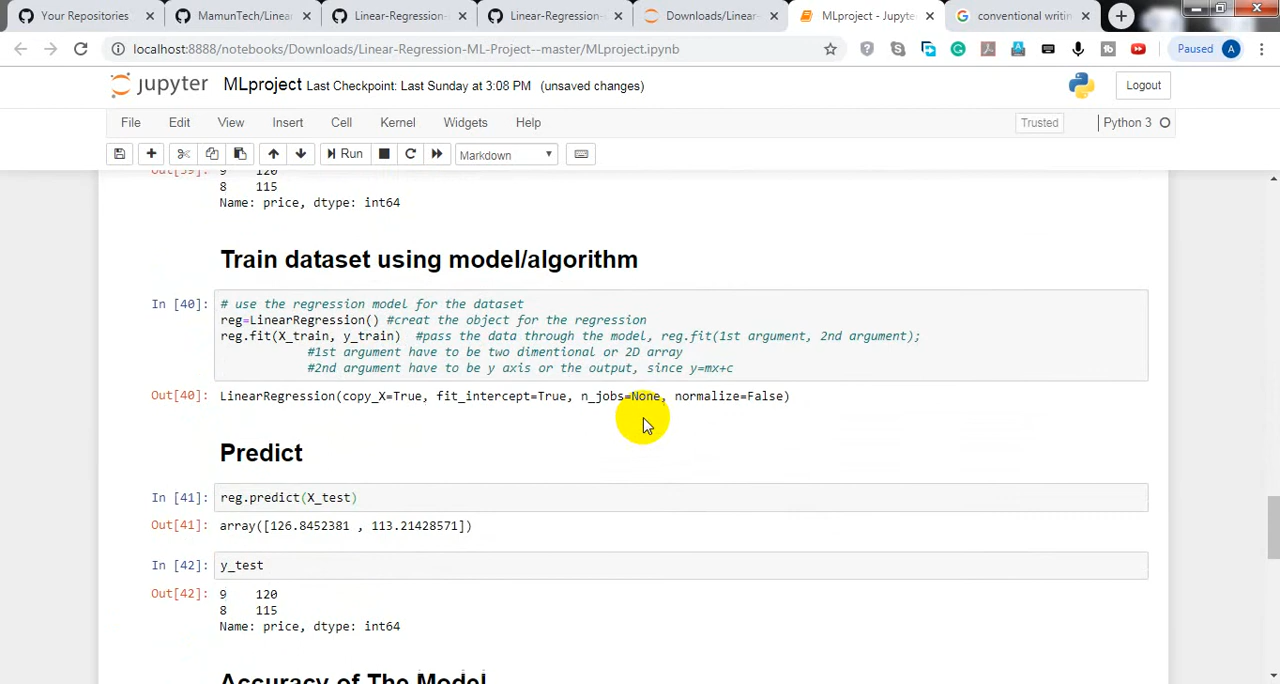 Your Repositories
MamunTech/Linea
Linear-Regression-
Linear-Regression-
Downloads/Linear-
MLproject - Jupyte
conventional writin
localhost:8888/notebooks/Downloads/Linear-Regression-ML-Project--master/MLproject.ipynb
Paused A
jupyter MLproject Last Checkpoint: Last Sunday at 3:08 PM (unsaved changes)
Logout
File Edit View Insert Cell Kernel Widgets Help
Trusted Python 3
Run Markdown
Out[39]: 9 120
8 115
Name: price, dtype: int64
Train dataset using model/algorithm
In [40]: # use the regression model for the dataset
reg=LinearRegression() #creat the object for the regression
reg.fit(X_train, y_train) #pass the data through the model, reg.fit(1st argument, 2nd argument);
#1st argument have to be two dimentional or 2D array
#2nd argument have to be y axis or the output, since y=mx+c
Out[40]: LinearRegression(copy_X=True, fit_intercept=True, n_jobs=None, normalize=False)
Predict
In [41]: reg.predict(X_test)
Out[41]: array([126.8452381 , 113.21428571])
In [42]: y_test
Out[42]: 9 120
8 115
Name: price, dtype: int64
Accuracy of The Model